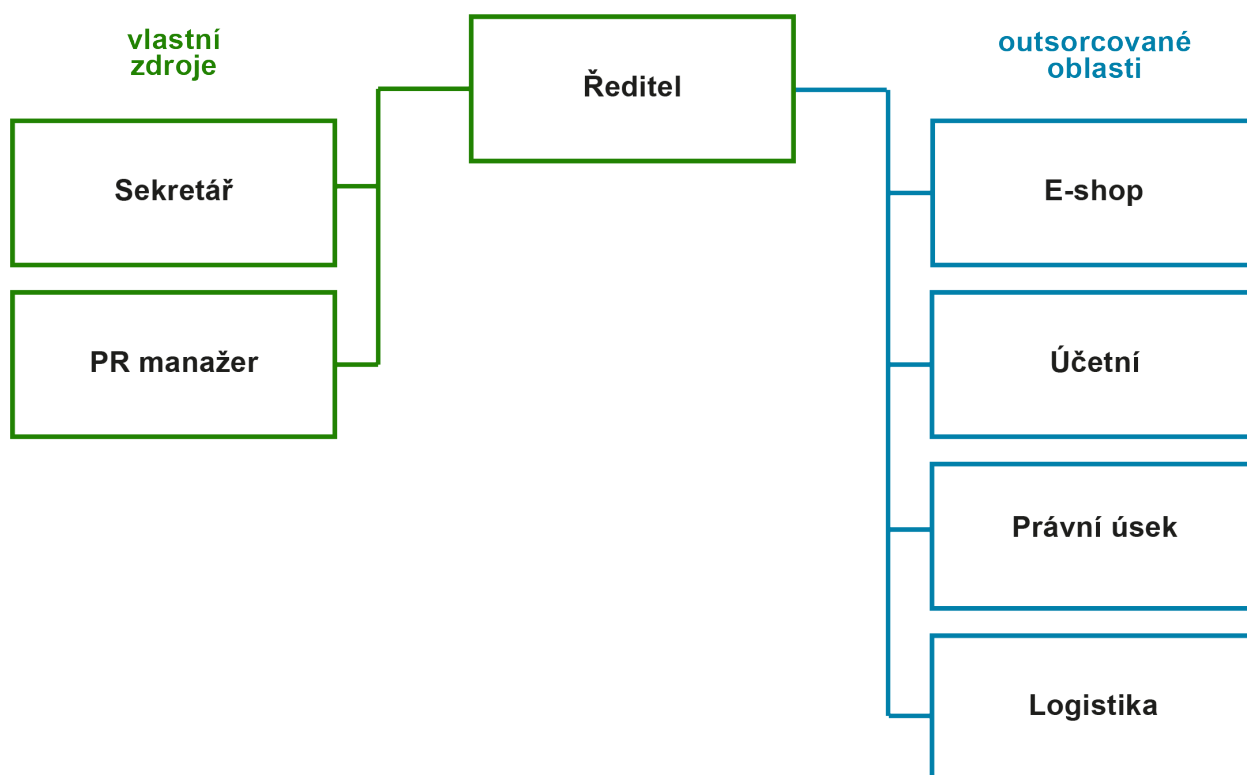 vlastní
zdroje
Ředitel
outsorcované
oblasti
Sekretář
E-shop
PR manažer
Účetní
Právní úsek
Logistika